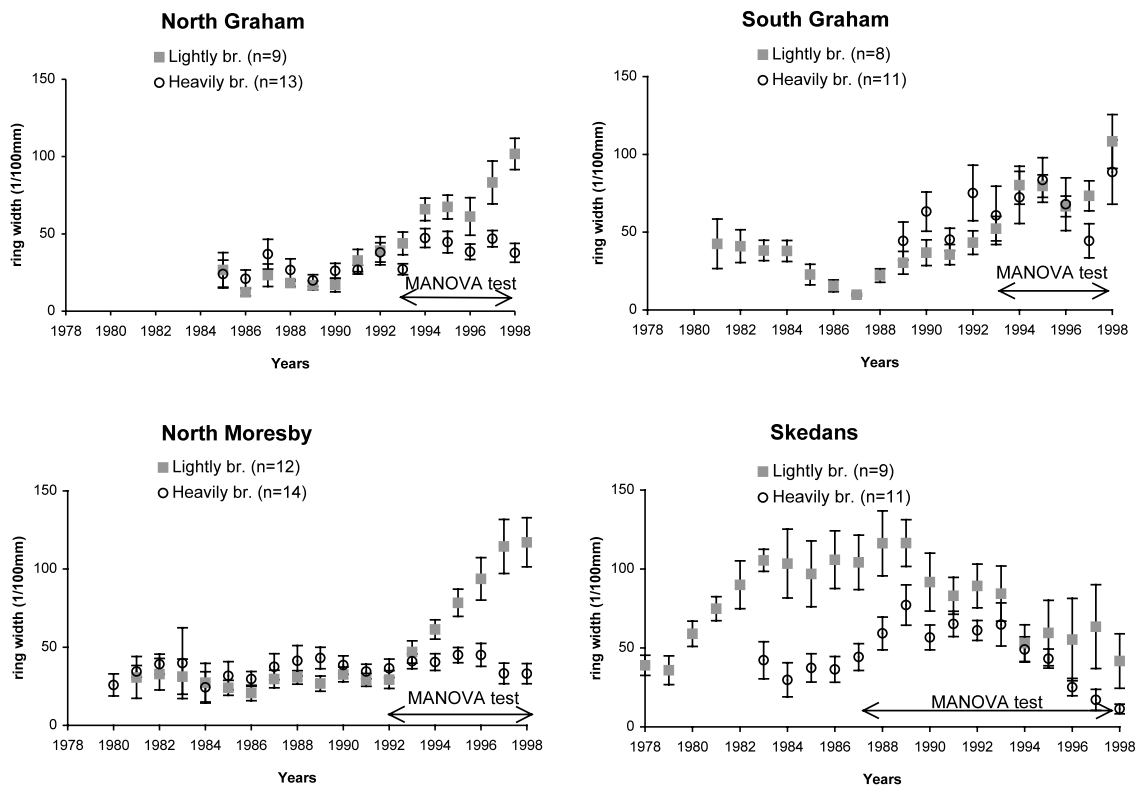 North Graham
Lightly br. (n=9)
Heavily br. (n=13)
150
100
50
0
ring width (1/100mm)
MANOVA test
1978 1980 1982 1984 1986 1988 1990 1992 1994 1996 1998
Years
South Graham
Lightly br. (n=8)
Heavily br. (n=11)
150
100
50
0
ring width (1/100mm)
MANOVA test
1978 1980 1982 1984 1986 1988 1990 1992 1994 1996 1998
Years
North Moresby
Lightly br. (n=12)
Heavily br. (n=14)
150
100
50
0
ring width (1/100mm)
MANOVA test
1978 1980 1982 1984 1986 1988 1990 1992 1994 1996 1998
Years
Skedans
Lightly br. (n=9)
Heavily br. (n=11)
150
100
50
0
ring width (1/100mm)
MANOVA test
1978 1980 1982 1984 1986 1988 1990 1992 1994 1996 1998
Years